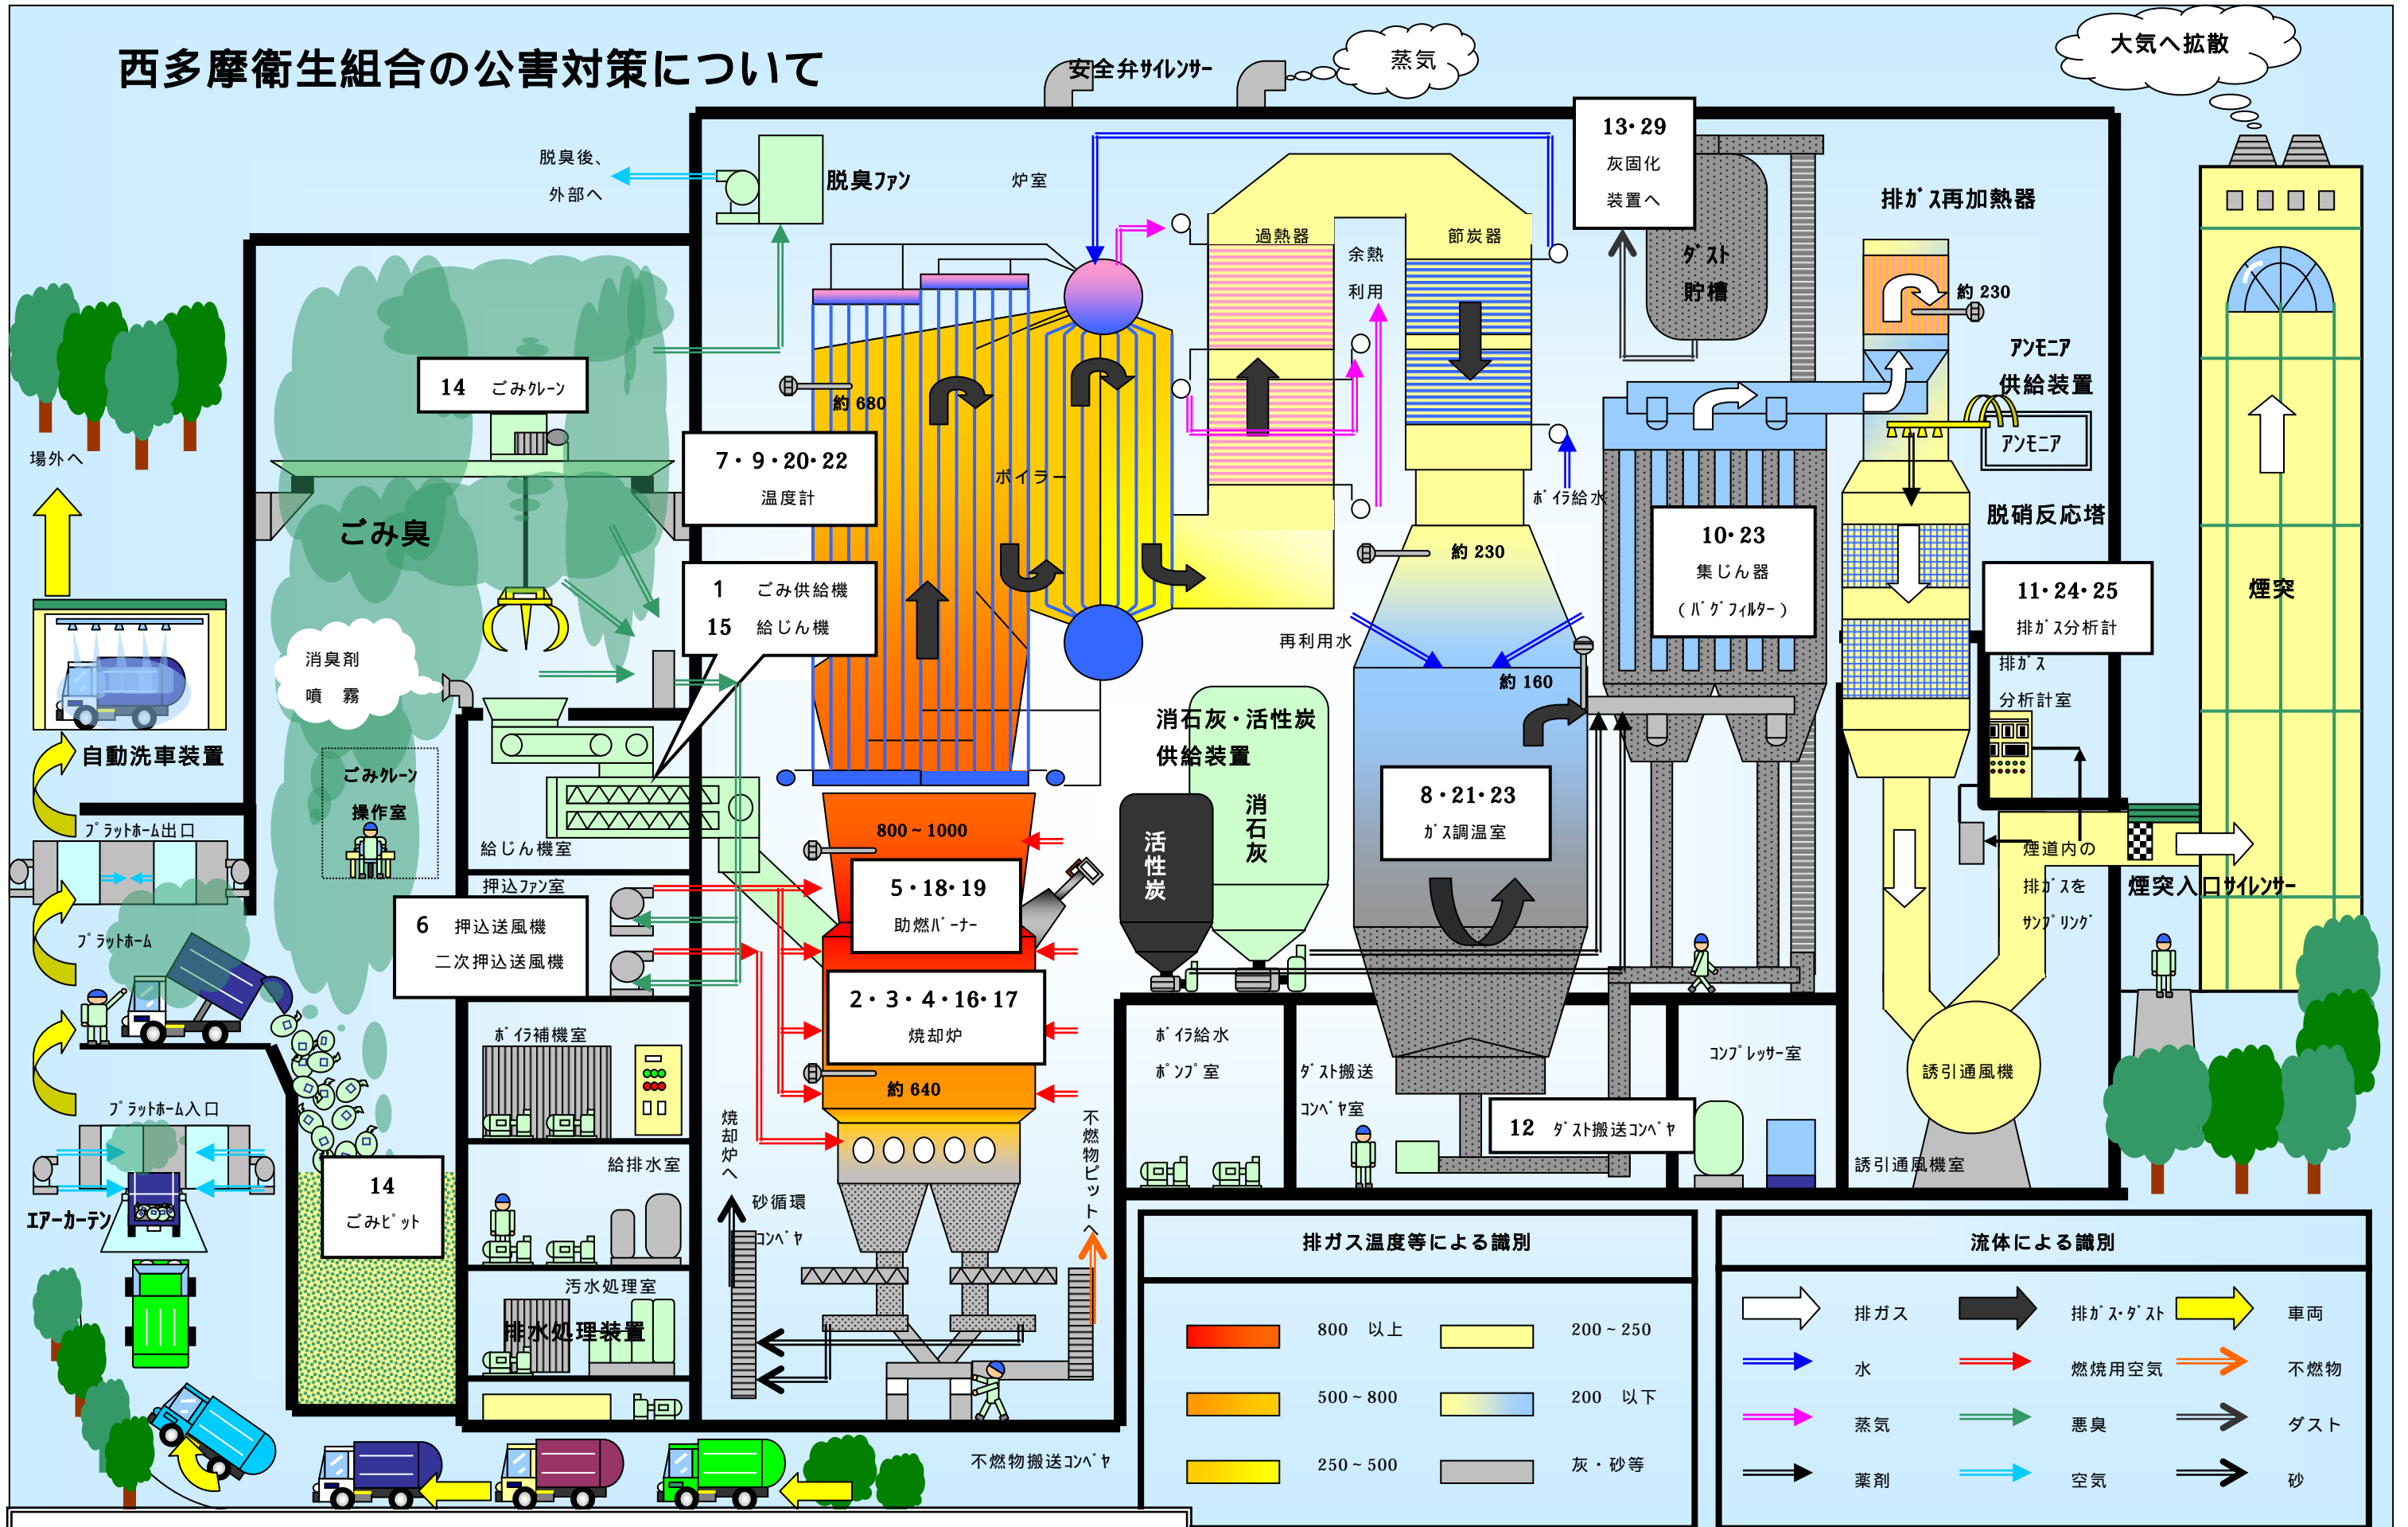 西多摩衛生組合の公害対策について
安全弁ｻｲﾚﾝｻｰ
蒸気
大気へ拡散
脱臭後、
外部へ
脱臭ﾌｧﾝ
炉室
13・29
灰固化
装置へ
排ｶﾞｽ再加熱器
過熱器
余熱
利用
節炭器
ﾀﾞｽﾄ
貯槽
約 230
ｱﾝﾓﾆｱ
供給装置
ｱﾝﾓﾆｱ
14 ごみｸﾚｰﾝ
約 680
場外へ
7・9・20・22
温度計
ボイラー
ﾎﾞｲﾗ給水
ごみ臭
脱硝反応塔
約 230
10・23
集じん器
（ﾊﾞｸﾞﾌｨﾙﾀｰ）
11・24・25
排ｶﾞｽ分析計
煙突
1 ごみ供給機
15 給じん機
再利用水
消臭剤
噴 霧
排ｶﾞｽ
分析計室
約 160
自動洗車装置
消石灰・活性炭
供給装置
ごみｸﾚｰﾝ
操作室
8・21・23
ｶﾞｽ調温室
消石灰
活性炭
ﾌﾟﾗｯﾄﾎｰﾑ出口
給じん機室
800～1000
煙道内の
排ｶﾞｽを
ｻﾝﾌﾟﾘﾝｸﾞ
煙突入口ｻｲﾚﾝｻｰ
押込ﾌｧﾝ室
5・18・19
助燃ﾊﾞｰﾅｰ
6 押込送風機
二次押込送風機
ﾌﾟﾗｯﾄﾎｰﾑ
2・3・4・16・17
焼却炉
ﾎﾞｲﾗ補機室
ﾎﾞｲﾗ給水
ﾎﾟﾝﾌﾟ室
ﾀﾞｽﾄ搬送
ｺﾝﾍﾞﾔ室
ｺﾝﾌﾟﾚｯｻｰ室
誘引通風機
約 640
ﾌﾟﾗｯﾄﾎｰﾑ入口
焼却炉へ
不燃物ピットへ
12 ﾀﾞｽﾄ搬送ｺﾝﾍﾞﾔ
給排水室
誘引通風機室
14
ごみﾋﾟｯﾄ
ｴｱｰｶｰﾃﾝ
砂循環
ｺﾝﾍﾞﾔ
汚水処理室
排水処理装置
不燃物搬送ｺﾝﾍﾞﾔ
排ガス温度等による識別
800 以上
200～250
500～800
200 以下
250～500
灰・砂等
流体による識別
排ガス
排ｶﾞｽ・ﾀﾞｽﾄ
車両
水
燃焼用空気
不燃物
蒸気
悪臭
ダスト
薬剤
空気
砂